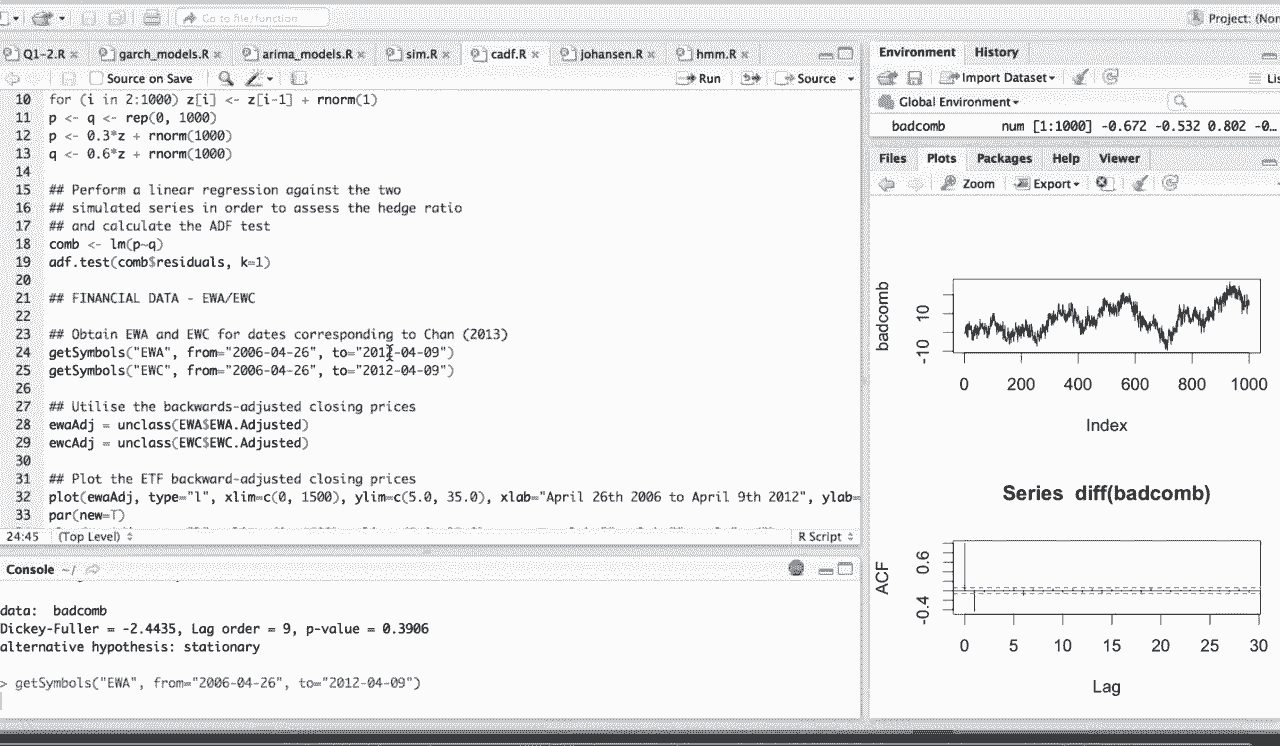 Go to file/function
Project: (Non
Q1-2.R
garch_models.R
arima_models.R
sim.R
cadf.R
johansen.R
hmm.R
Source on Save
Run
Source
10 for (i in 2:1000) z[i] <- z[i-1] + rnorm(1)
11 p <- q <- rep(0, 1000)
12 p <- 0.3*z + rnorm(1000)
13 q <- 0.6*z + rnorm(1000)
14
15 ## Perform a linear regression against the two
16 ## simulated series in order to assess the hedge ratio
17 ## and calculate the ADF test
18 comb <- lm(p~q)
19 adf.test(comb$residuals, k=1)
20
21 ## FINANCIAL DATA - EWA/EWC
22
23 ## Obtain EWA and EWC for dates corresponding to Chan (2013)
24 getSymbols("EWA", from="2006-04-26", to="2012-04-09")
25 getSymbols("EWC", from="2006-04-26", to="2012-04-09")
26
27 ## Utilise the backwards-adjusted closing prices
28 ewaAdj = unclass(EWA$EWA.Adjusted)
29 ewcAdj = unclass(EWC$EWC.Adjusted)
30
31 ## Plot the ETF backward-adjusted closing prices
32 plot(ewaAdj, type="l", xlim=c(0, 1500), ylim=c(5.0, 35.0), xlab="April 26th 2006 to April 9th 2012", ylab=
33 par(new=T)
24:45 (Top Level) R Script
Console ~/
data: badcomb
Dickey-Fuller = -2.4435, Lag order = 9, p-value = 0.3906
alternative hypothesis: stationary
> getSymbols("EWA", from="2006-04-26", to="2012-04-09")
Environment History
Import Dataset Lis
Global Environment
badcomb num [1:1000] -0.672 -0.532 0.802 -0...
Files Plots Packages Help Viewer
Zoom Export
badcomb
10
-10
0 200 400 600 800 1000
Index
Series diff(badcomb)
ACF
0.6
-0.4
0 5 10 15 20 25 30
Lag